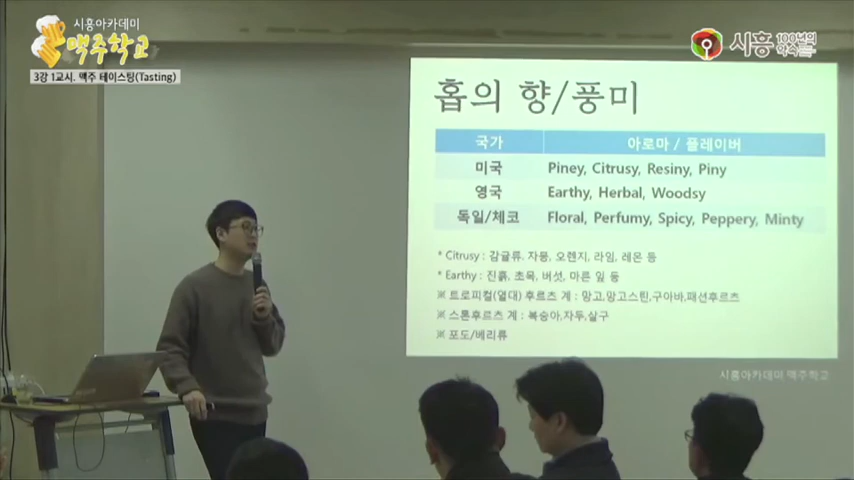 시흥아카데미
맥주학교
3강 1교시. 맥주 테이스팅(Tasting)
시흥 100년의 약속
홉의 향/풍미
국가 아로마 / 플레이버
미국 Piney, Citrusy, Resiny, Piny
영국 Earthy, Herbal, Woodsy
독일/체코 Floral, Perfumy, Spicy, Peppery, Minty
* Citrusy : 감귤류. 자몽, 오렌지, 라임, 레몬 등
* Earthy : 진흙, 초목, 버섯, 마른 잎 등
※ 트로피컬(열대) 후르츠 계 : 망고,망고스틴,구아바,패션후르츠
※ 스톤후르츠 계 : 복숭아,자두,살구
※ 포도/베리류
시흥아카데미 맥주학교